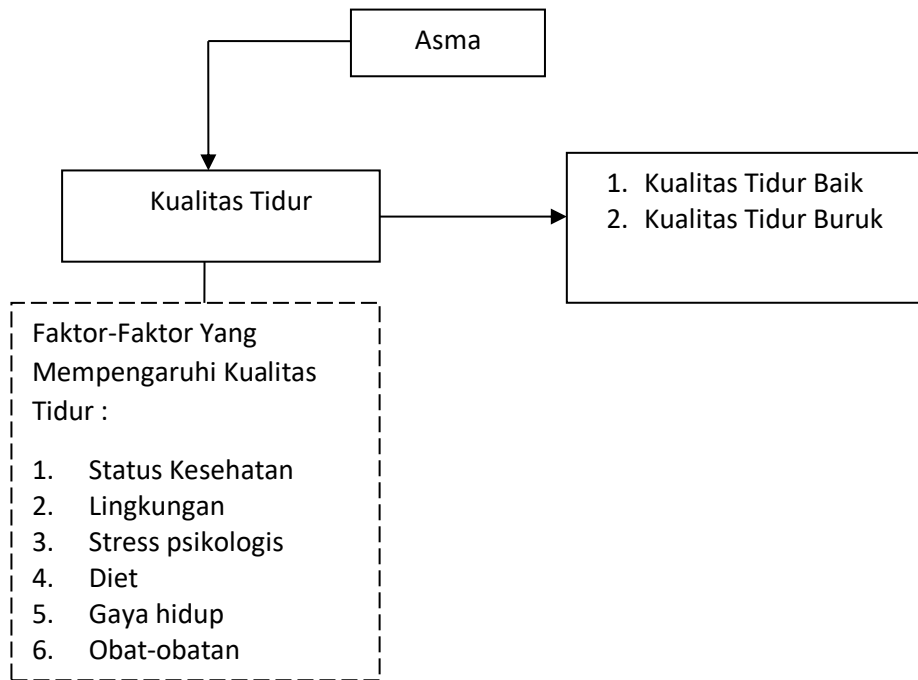 Asma
Kualitas Tidur
1. Kualitas Tidur Baik
2. Kualitas Tidur Buruk
Faktor-Faktor Yang
Mempengaruhi Kualitas
Tidur :
1. Status Kesehatan
2. Lingkungan
3. Stress psikologis
4. Diet
5. Gaya hidup
6. Obat-obatan